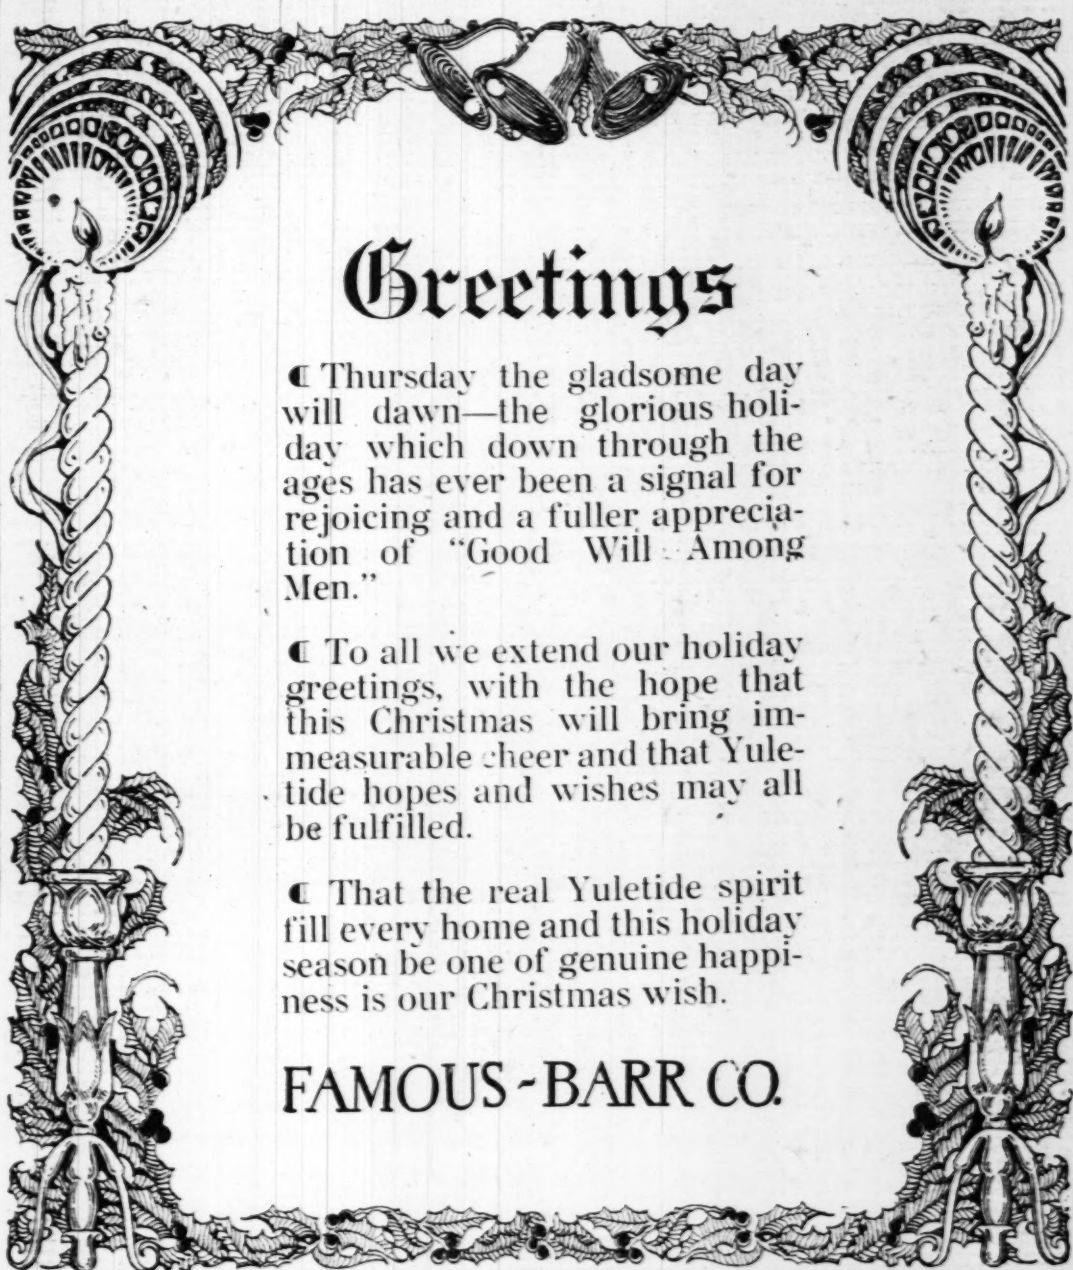 Greetings
¶ Thursday the gladsome day
will dawn—the glorious holi-
day which down through the
ages has ever been a signal for
rejoicing and a fuller apprecia-
tion of “Good Will Among
Men.”
¶ To all we extend our holiday
greetings, with the hope that
this Christmas will bring im-
measurable cheer and that Yule-
tide hopes and wishes may all
be fulfilled.
¶ That the real Yuletide spirit
fill every home and this holiday
season be one of genuine happi-
ness is our Christmas wish.
FAMOUS-BARR CO.